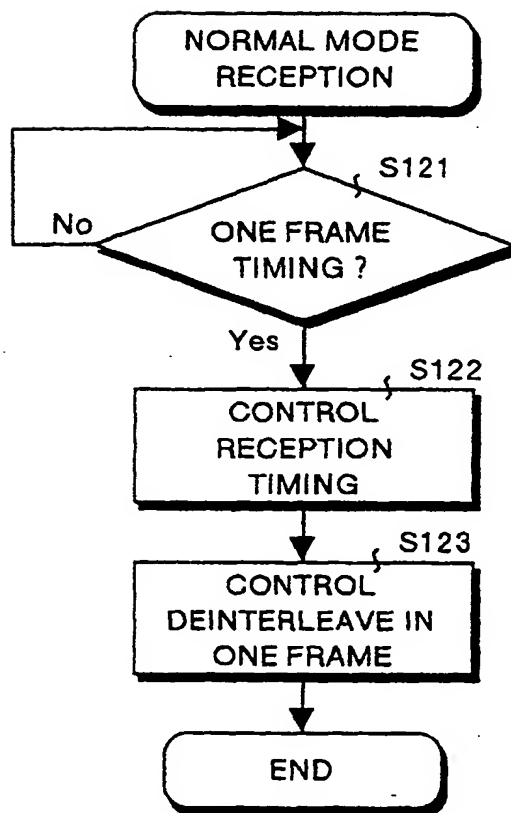 NORMAL MODE
RECEPTION
S121
No
ONE FRAME
TIMING ?
Yes
S122
CONTROL
RECEPTION
TIMING
S123
CONTROL
DEINTERLEAVE IN
ONE FRAME
END